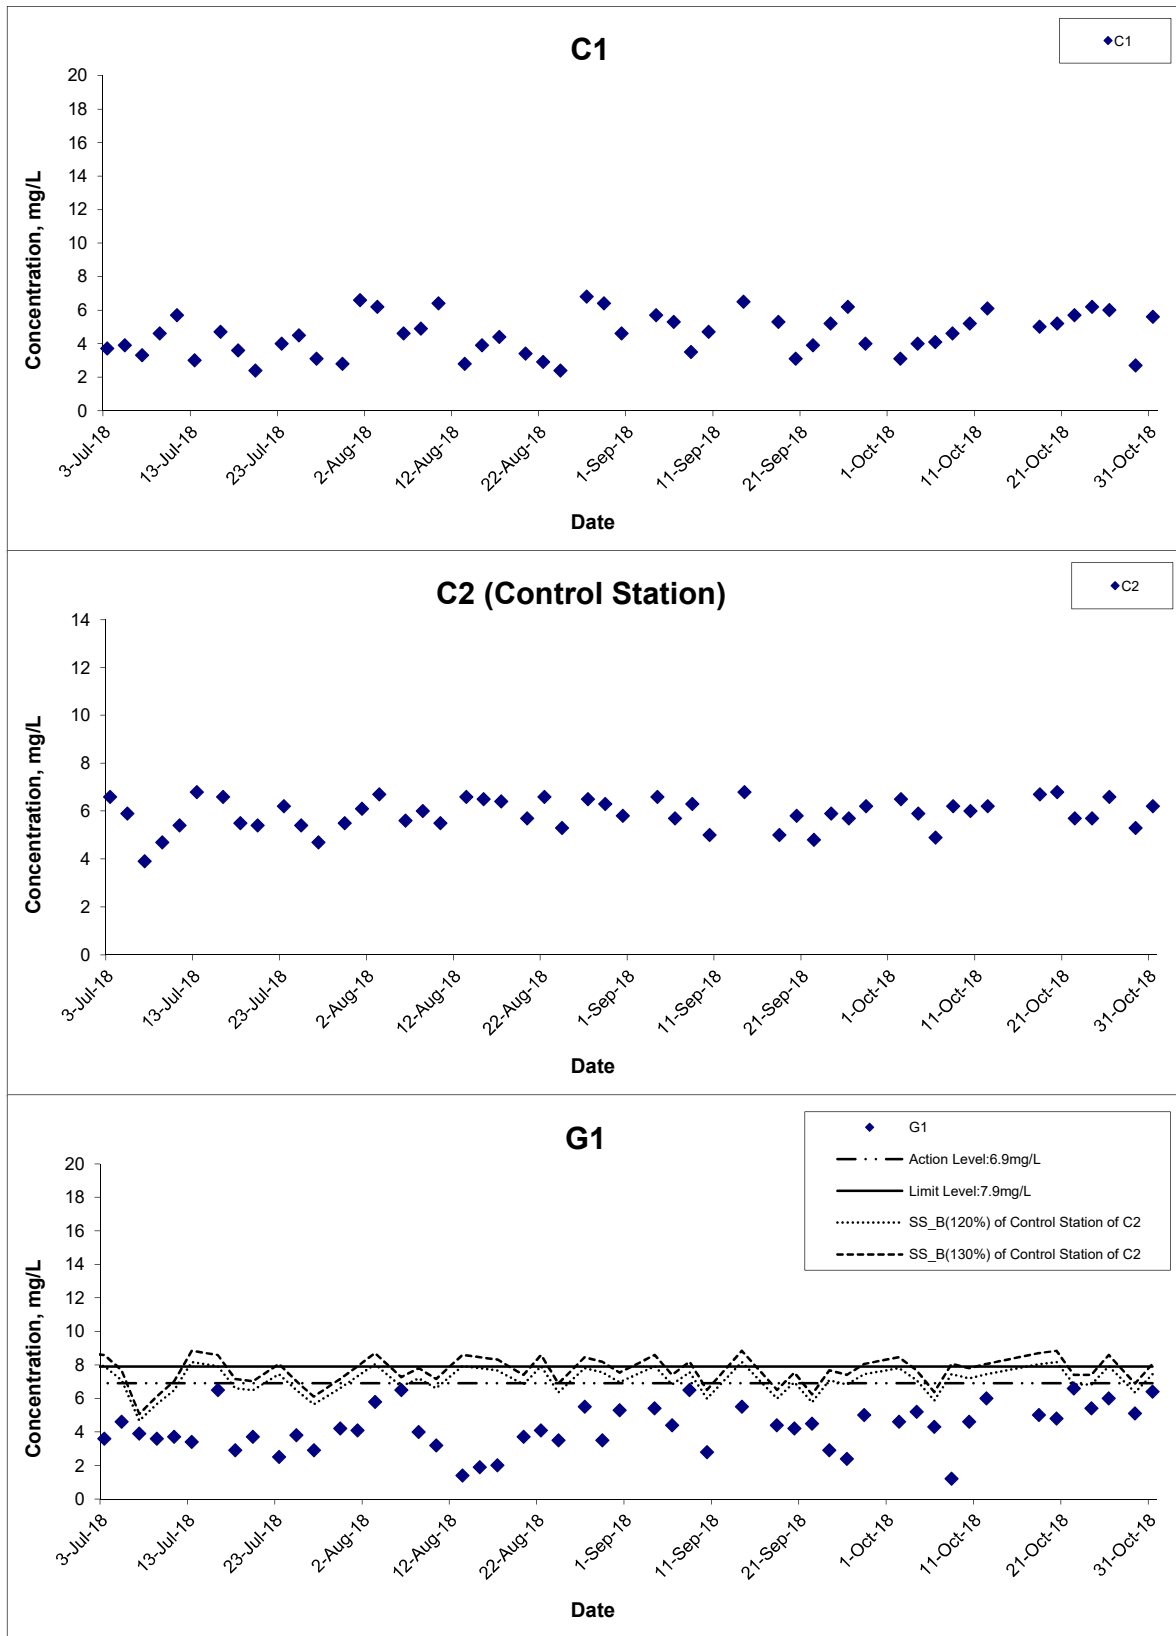 C1
C1
20
18
16
14
12
10
8
6
4
2
0
Concentration, mg/L
3-Jul-18
13-Jul-18
23-Jul-18
2-Aug-18
12-Aug-18
22-Aug-18
1-Sep-18
11-Sep-18
21-Sep-18
1-Oct-18
11-Oct-18
21-Oct-18
31-Oct-18
Date
C2 (Control Station)
C2
14
12
10
8
6
4
2
0
Concentration, mg/L
3-Jul-18
13-Jul-18
23-Jul-18
2-Aug-18
12-Aug-18
22-Aug-18
1-Sep-18
11-Sep-18
21-Sep-18
1-Oct-18
11-Oct-18
21-Oct-18
31-Oct-18
Date
G1
G1
Action Level:6.9mg/L
Limit Level:7.9mg/L
SS_B(120%) of Control Station of C2
SS_B(130%) of Control Station of C2
20
18
16
14
12
10
8
6
4
2
0
Concentration, mg/L
3-Jul-18
13-Jul-18
23-Jul-18
2-Aug-18
12-Aug-18
22-Aug-18
1-Sep-18
11-Sep-18
21-Sep-18
1-Oct-18
11-Oct-18
21-Oct-18
31-Oct-18
Date